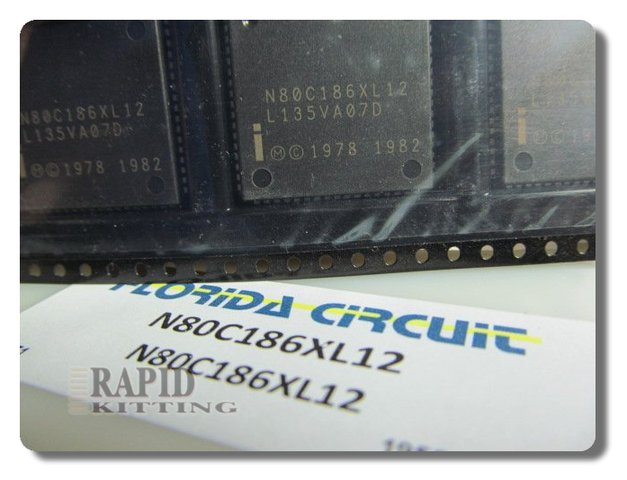 N80C186XL12
L135VA07D
i Ⓜ©1978 1982
N80C186XL12
L135VA07D
i Ⓜ©1978 1982
i
FLORIDA CIRCUIT
N80C186XL12
N80C186XL12
RAPID
KITTING